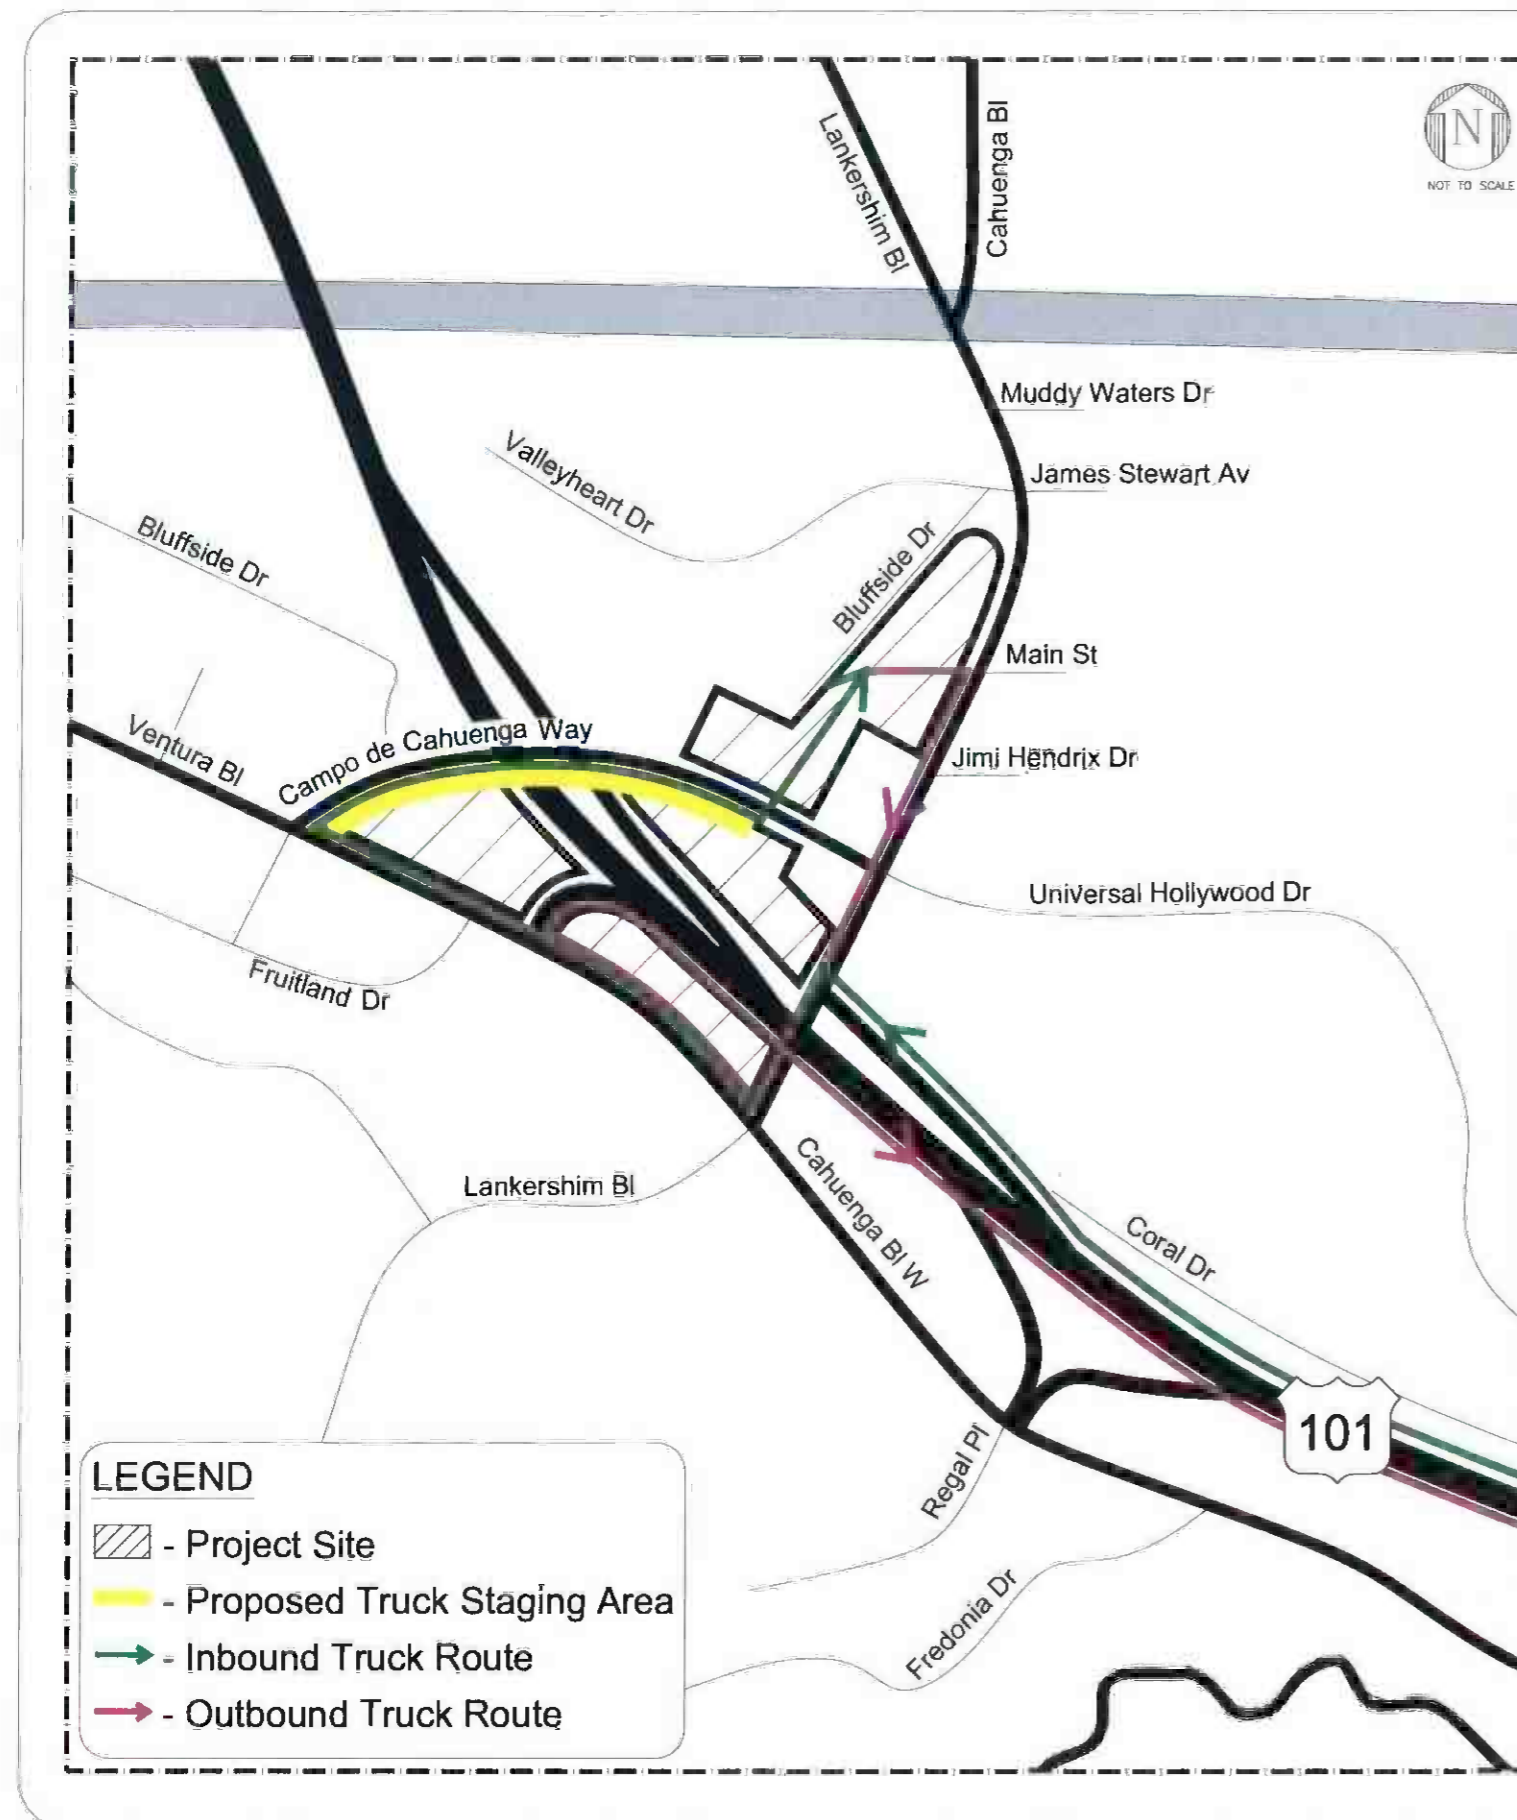 Lankershim Bl
Cahuenga Bl
N
NOT TO SCALE
Muddy Waters Dr
James Stewart Av
Valleyheart Dr
Bluffside Dr
Bluffside Dr
Main St
Campo de Cahuenga Way
Ventura Bl
Jimi Hendrix Dr
Universal Hollywood Dr
Fruitland Dr
Lankershim Bl
Cahuenga Bl W
Coral Dr
101
Regal Pl
Fredonia Dr
LEGEND
- Project Site
- Proposed Truck Staging Area
- Inbound Truck Route
- Outbound Truck Route